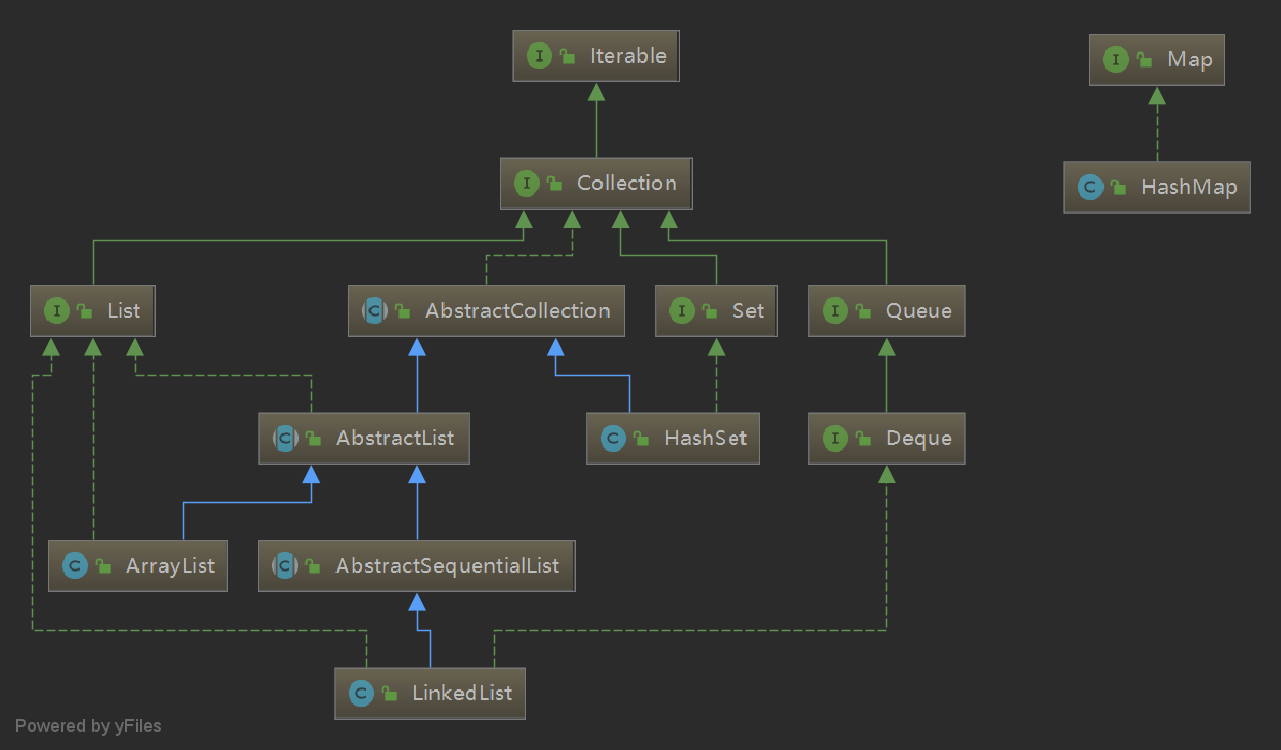 I Iterable
I Map
I Collection
C HashMap
I List
C AbstractCollection
I Set
I Queue
C AbstractList
C HashSet
I Deque
C ArrayList
C AbstractSequentialList
C LinkedList
Powered by yFiles